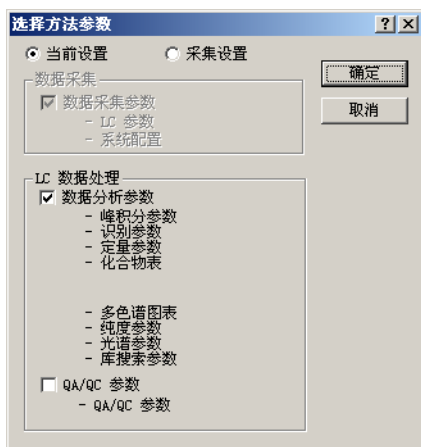 选择方法参数
当前设置 采集设置
确定
取消
数据采集
数据采集参数
- LC 参数
- 系统配置
LC 数据处理
数据分析参数
- 峰积分参数
- 识别参数
- 定量参数
- 化合物表
- 多色谱图表
- 纯度参数
- 光谱参数
- 库搜索参数
QA/QC 参数
- QA/QC 参数